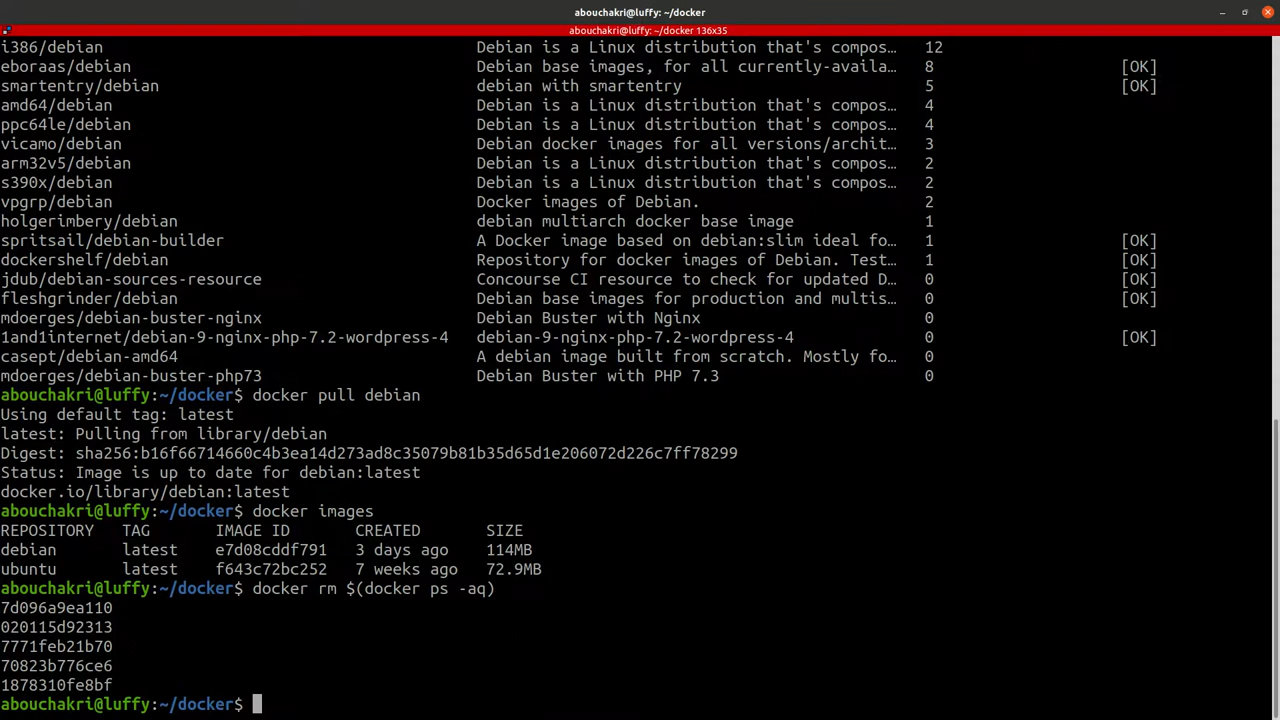 abouchakri@luffy: ~/docker
abouchakri@luffy: ~/docker 136x35
i386/debian Debian is a Linux distribution that's compos… 12
eboraas/debian Debian base images, for all currently-availa… 8 [OK]
smartentry/debian debian with smartentry 5 [OK]
amd64/debian Debian is a Linux distribution that's compos… 4
ppc64le/debian Debian is a Linux distribution that's compos… 4
vicamo/debian Debian docker images for all versions/archit… 3
arm32v5/debian Debian is a Linux distribution that's compos… 2
s390x/debian Debian is a Linux distribution that's compos… 2
vpgrp/debian Docker images of Debian. 2
holgerimbery/debian debian multiarch docker base image 1
spritsail/debian-builder A Docker image based on debian:slim ideal fo… 1 [OK]
dockershelf/debian Repository for docker images of Debian. Test… 1 [OK]
jdub/debian-sources-resource Concourse CI resource to check for updated D… 0 [OK]
fleshgrinder/debian Debian base images for production and multis… 0 [OK]
mdoerges/debian-buster-nginx Debian Buster with Nginx 0
1and1internet/debian-9-nginx-php-7.2-wordpress-4 debian-9-nginx-php-7.2-wordpress-4 0 [OK]
casept/debian-amd64 A debian image built from scratch. Mostly fo… 0
mdoerges/debian-buster-php73 Debian Buster with PHP 7.3 0
abouchakri@luffy:~/docker$ docker pull debian
Using default tag: latest
latest: Pulling from library/debian
Digest: sha256:b16f66714660c4b3ea14d273ad8c35079b81b35d65d1e206072d226c7ff78299
Status: Image is up to date for debian:latest
docker.io/library/debian:latest
abouchakri@luffy:~/docker$ docker images
REPOSITORY TAG IMAGE ID CREATED SIZE
debian latest e7d08cddf791 3 days ago 114MB
ubuntu latest f643c72bc252 7 weeks ago 72.9MB
abouchakri@luffy:~/docker$ docker rm $(docker ps -aq)
7d096a9ea110
020115d92313
7771feb21b70
70823b776ce6
1878310fe8bf
abouchakri@luffy:~/docker$